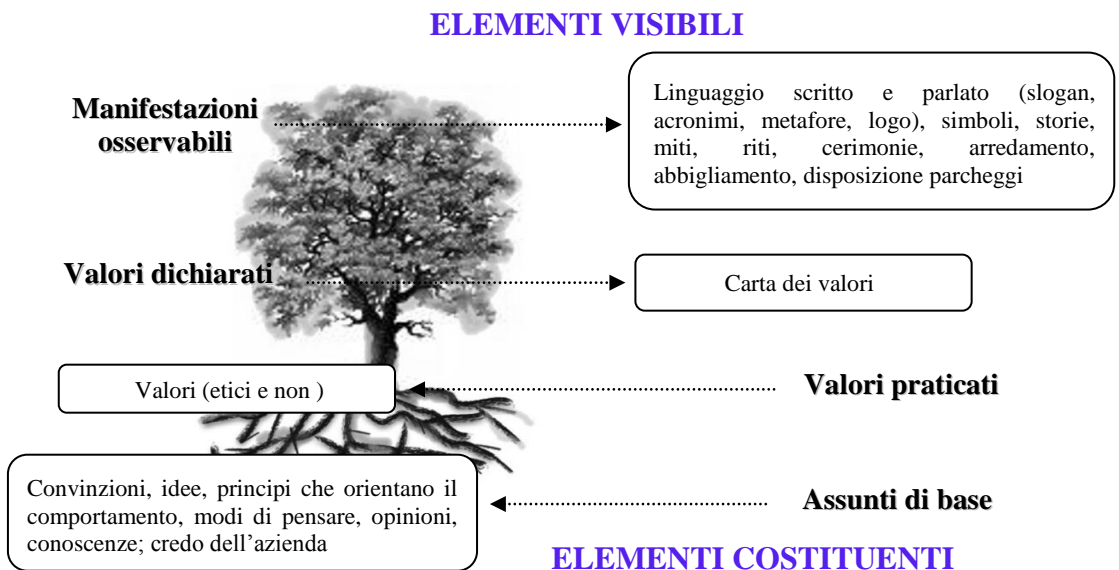 ELEMENTI VISIBILI
Manifestazioni
osservabili
Linguaggio scritto e parlato (slogan,
acronimi, metafore, logo), simboli, storie,
miti, riti, cerimonie, arredamento,
abbigliamento, disposizione parcheggi
Valori dichiarati
Carta dei valori
Valori (etici e non )
Valori praticati
Convinzioni, idee, principi che orientano il
comportamento, modi di pensare, opinioni,
conoscenze; credo dell’azienda
Assunti di base
ELEMENTI COSTITUENTI